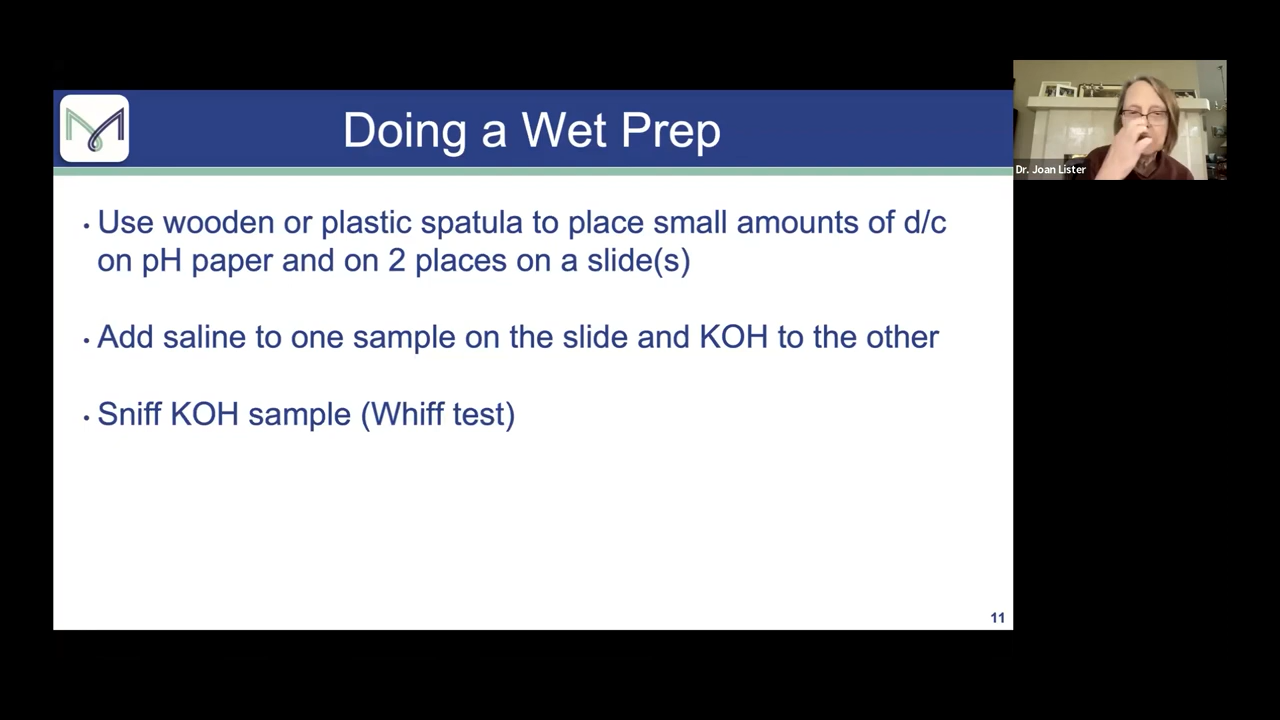 Doing a Wet Prep
• Use wooden or plastic spatula to place small amounts of d/c
on pH paper and on 2 places on a slide(s)
• Add saline to one sample on the slide and KOH to the other
• Sniff KOH sample (Whiff test)
11
Dr. Joan Lister